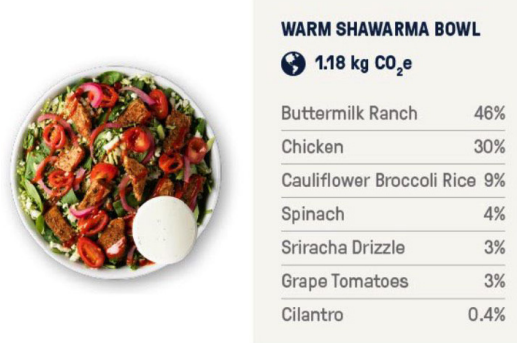 WARM SHAWARMA BOWL
1.18 kg CO₂e
Buttermilk Ranch 46%
Chicken 30%
Cauliflower Broccoli Rice 9%
Spinach 4%
Sriracha Drizzle 3%
Grape Tomatoes 3%
Cilantro 0.4%